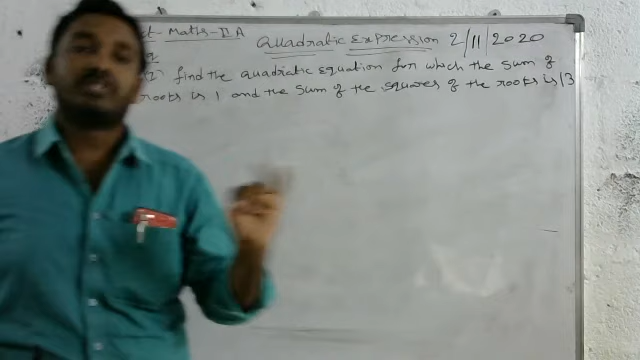 Maths-II A Quadratic Expression 2/11/2020
find the quadratic Equation for which the sum of
roots is 1 and the sum of the squares of the roots is 13